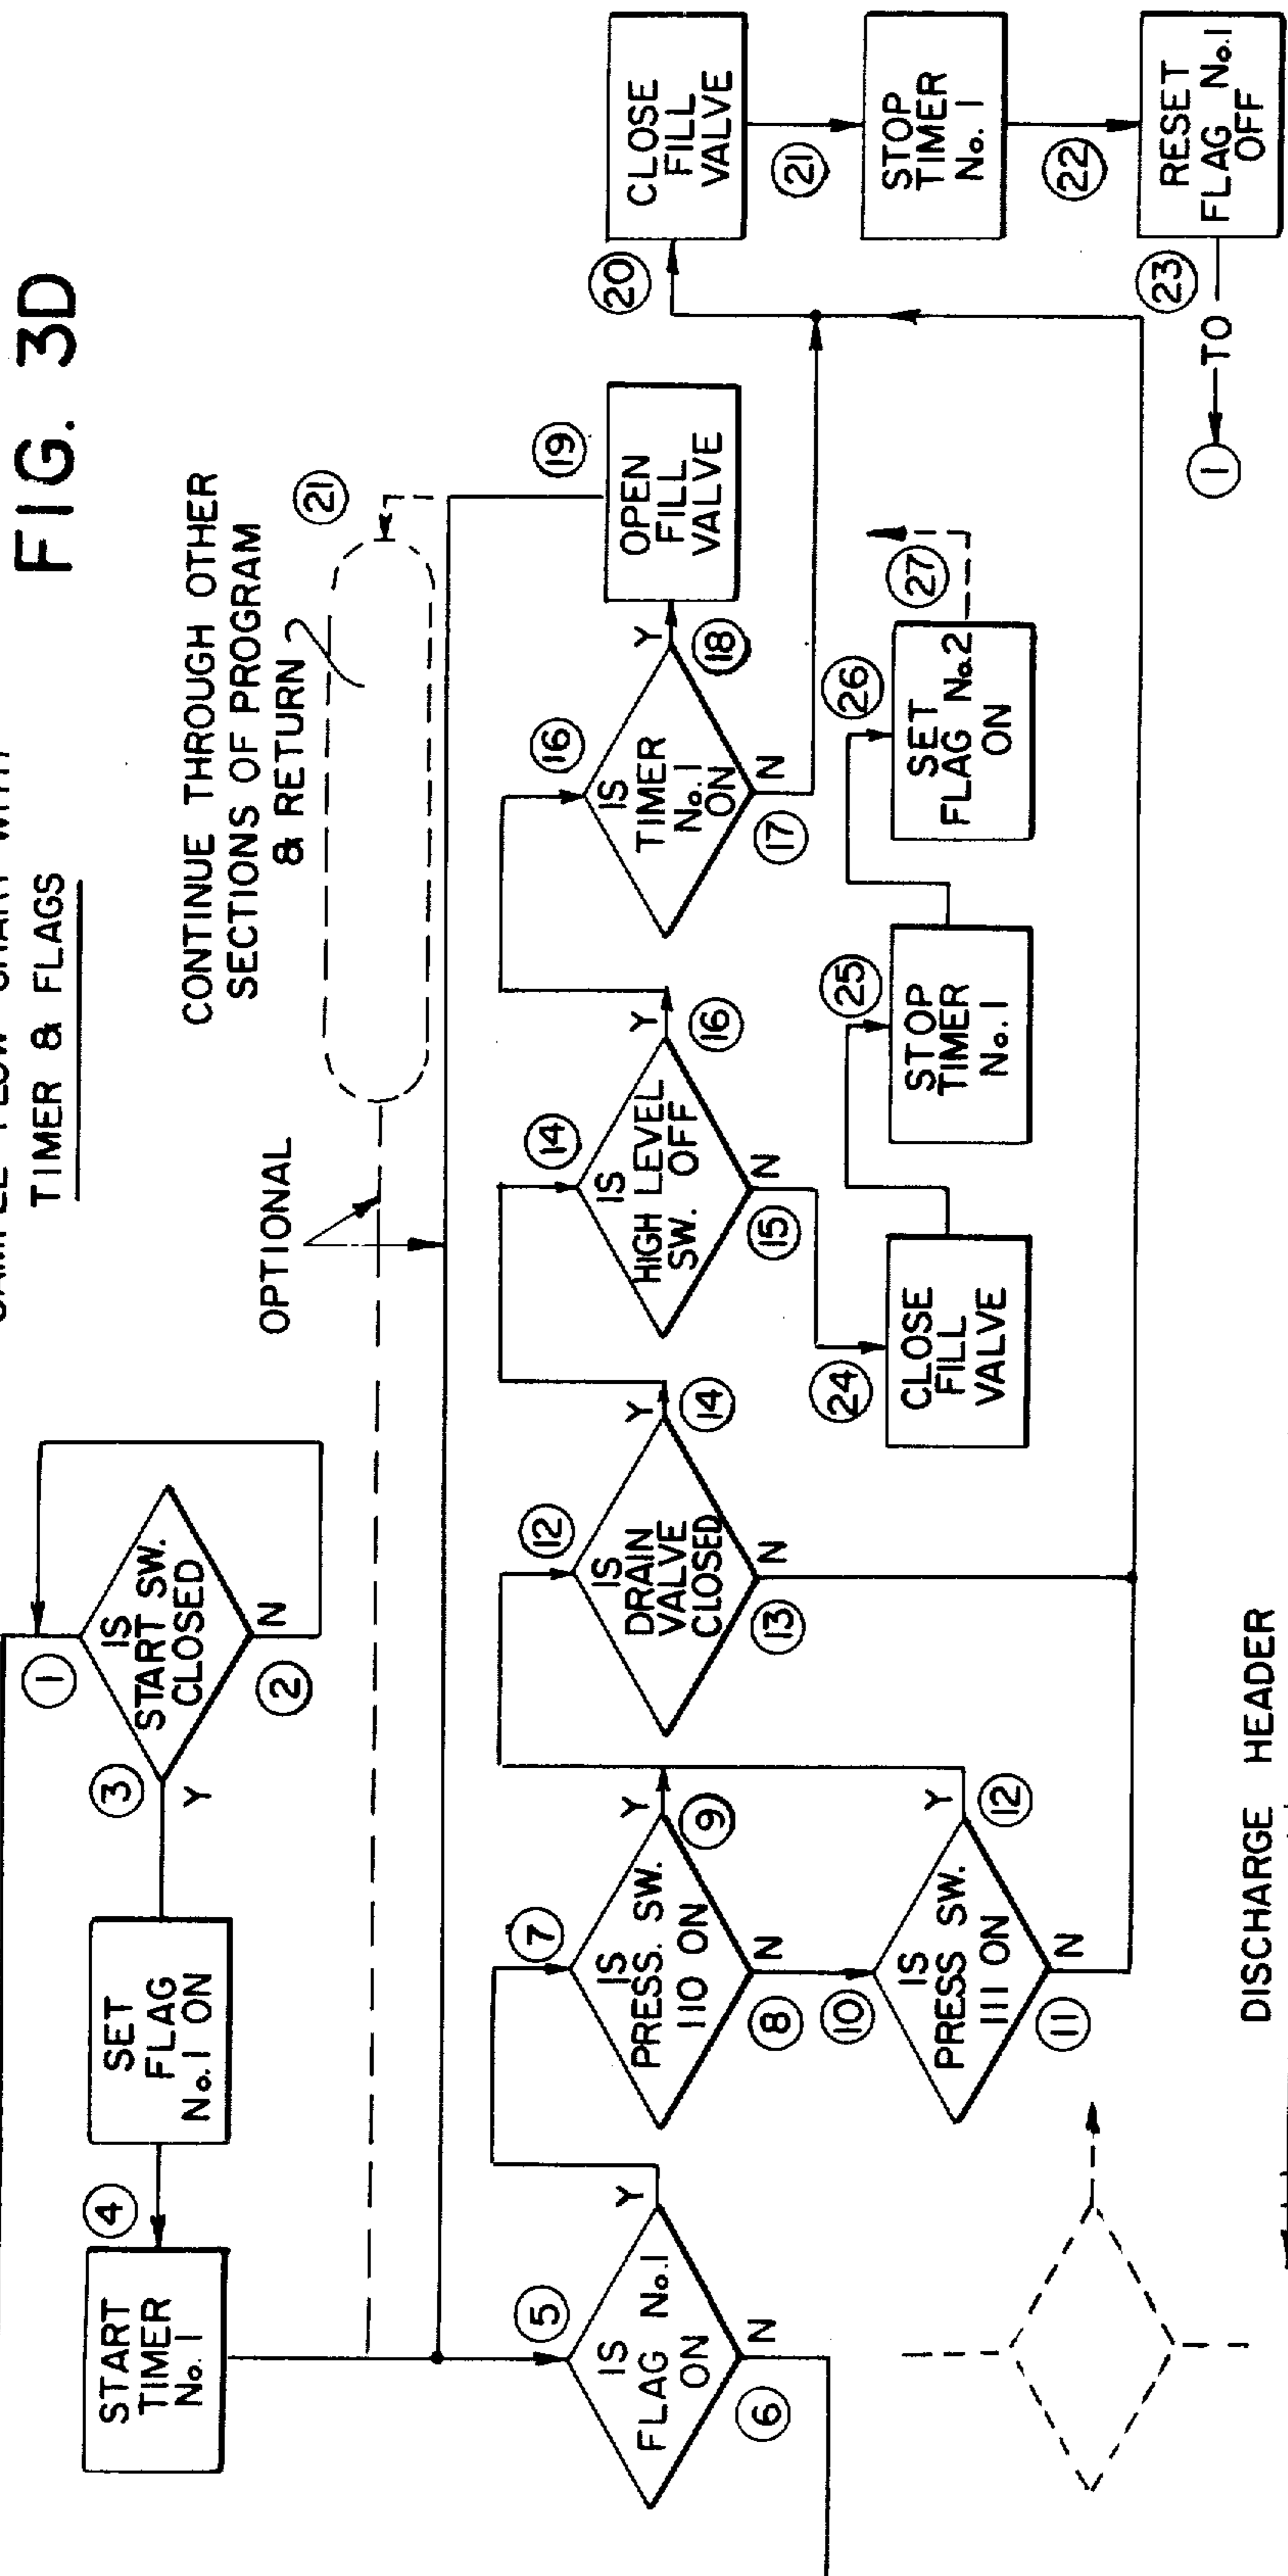 FIG. 3D
SAMPLE FLOW CHART WITH
TIMER & FLAGS
CONTINUE THROUGH OTHER
SECTIONS OF PROGRAM
& RETURN
21
OPTIONAL
1
IS
START SW.
CLOSED
2
N
3
Y
SET
FLAG
No.1 ON
4
START
TIMER
No. 1
5
IS
FLAG No.1
ON
6
N
Y
7
IS
PRESS. SW.
110 ON
8
N
Y
9
10
IS
PRESS SW.
111 ON
11
N
Y
12
12
IS
DRAIN
VALVE
CLOSED
13
N
Y
14
14
IS
HIGH LEVEL
SW. OFF
15
N
Y
16
16
IS
TIMER
No.1
ON
17
N
Y
18
OPEN
FILL
VALVE
19
20
CLOSE
FILL
VALVE
21
STOP
TIMER
No. 1
22
RESET
FLAG No.1
OFF
23
TO
1
24
CLOSE
FILL
VALVE
25
STOP
TIMER
No. 1
26
SET
FLAG No.2
ON
27
DISCHARGE HEADER